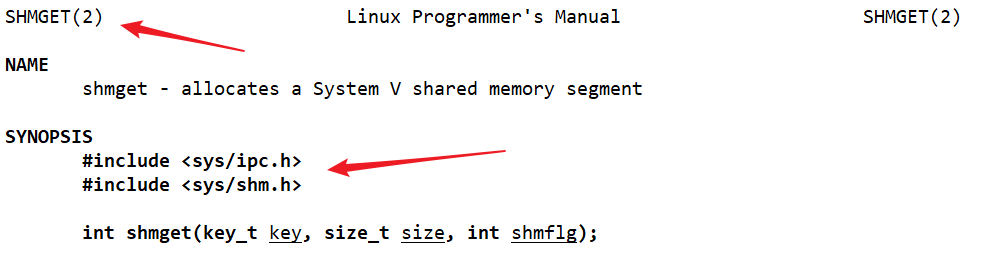 SHMGET(2) Linux Programmer's Manual SHMGET(2)
NAME
shmget - allocates a System V shared memory segment
SYNOPSIS
#include <sys/ipc.h>
#include <sys/shm.h>
int shmget(key_t key, size_t size, int shmflg);